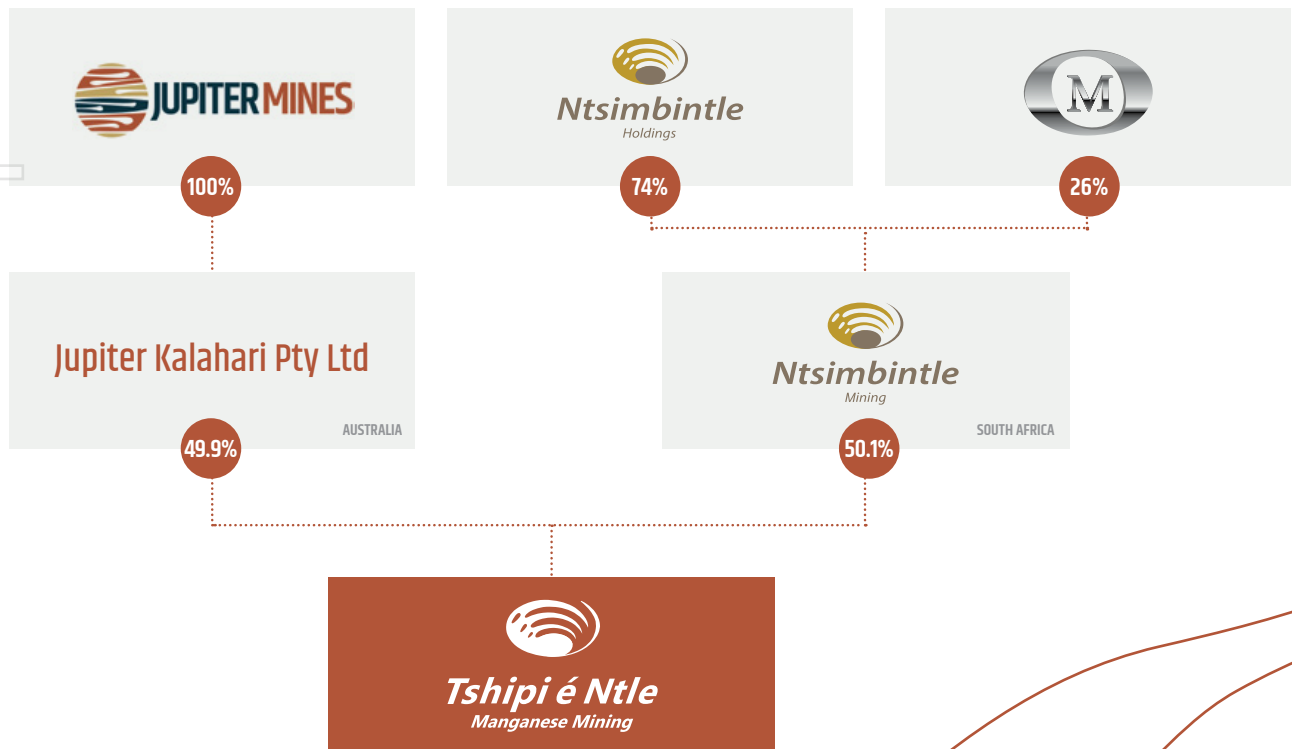 JUPITER MINES
Ntsimbintle
Holdings
M
100%
74%
26%
Jupiter Kalahari Pty Ltd
AUSTRALIA
Ntsimbintle
Mining
SOUTH AFRICA
49.9%
50.1%
Tshipi é Ntle
Manganese Mining